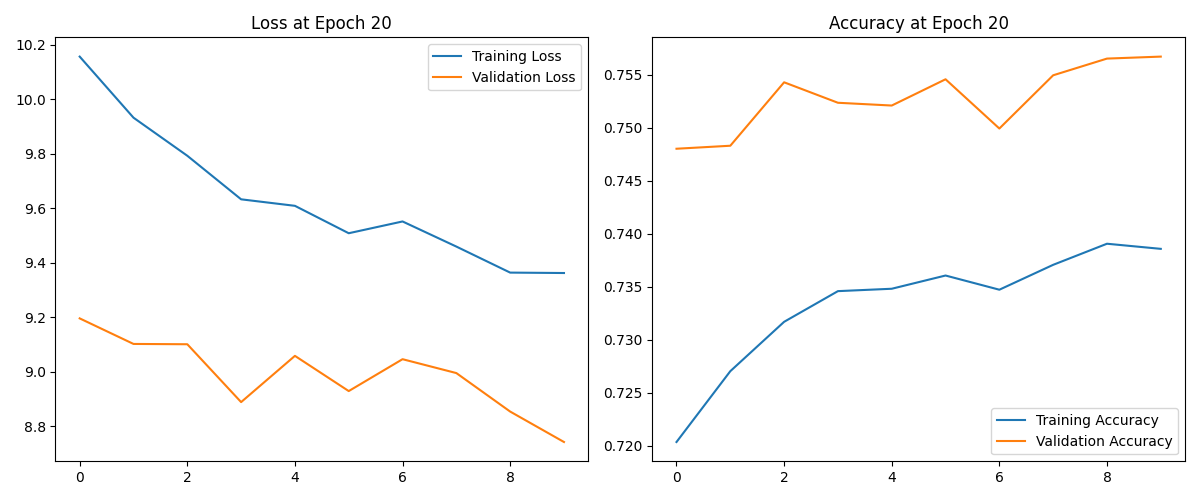 Loss at Epoch 20
10.2
10.0
9.8
9.6
9.4
9.2
9.0
8.8
0 2 4 6 8
Training Loss
Validation Loss
Accuracy at Epoch 20
0.755
0.750
0.745
0.740
0.735
0.730
0.725
0.720
0 2 4 6 8
Training Accuracy
Validation Accuracy